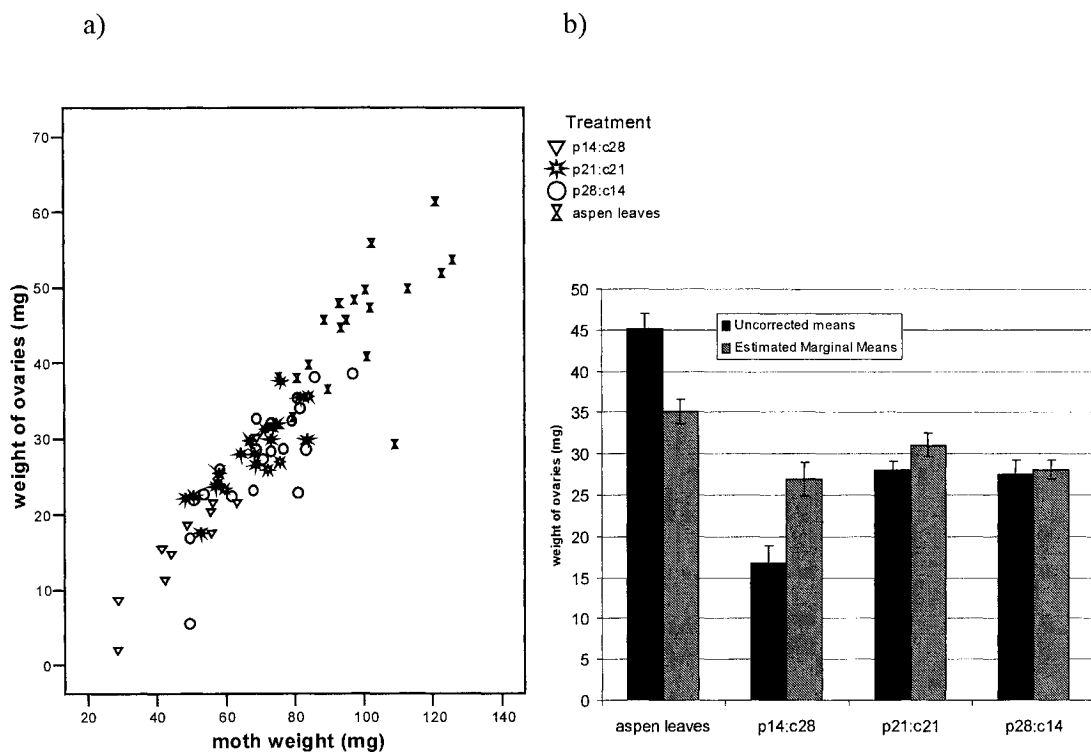 a)
b)
70
60
50
40
30
20
10
0
weight of ovaries (mg)
20 40 60 80 100 120 140
moth weight (mg)
Treatment
p14:c28
p21:c21
p28:c14
aspen leaves
50
45
40
35
30
25
20
15
10
5
0
weight of ovaries (mg)
Uncorrected means
Estimated Marginal Means
aspen leaves p14:c28 p21:c21 p28:c14